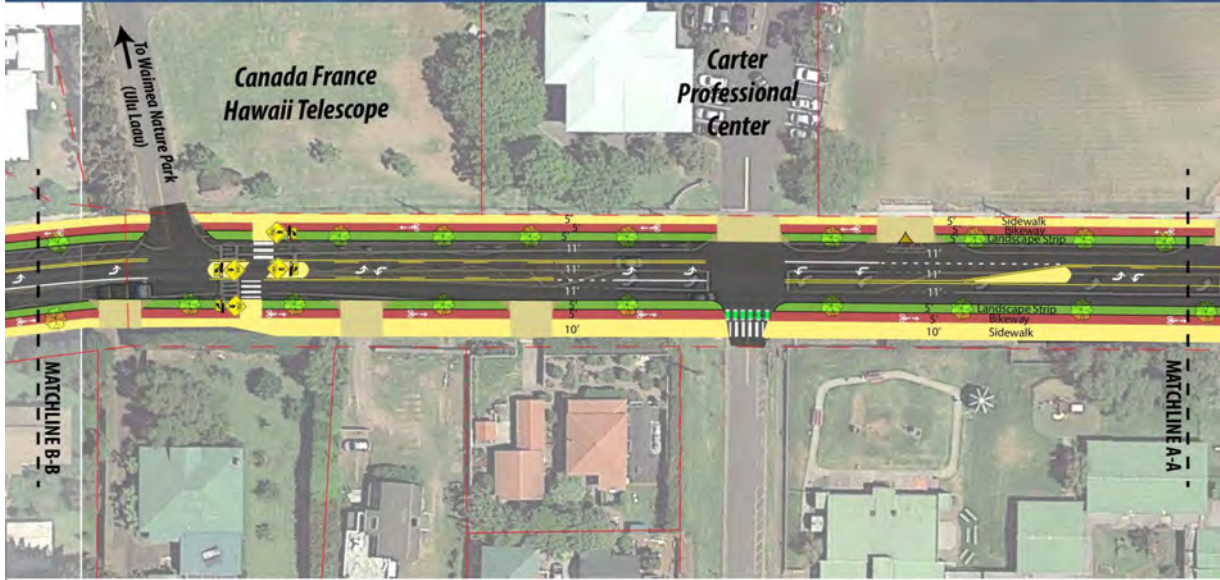 To Waimea Nature Park
(Ulu Laau)
Canada France
Hawaii Telescope
Carter
Professional
Center
5'
5'
Sidewalk
5'
Bikeway
5'
Landscape Strip
11'
11'
11'
11'
11'
11'
5'
Landscape Strip
5'
5'
Bikeway
10'
10'
Sidewalk
MATCHLINE B-B
MATCHLINE A-A